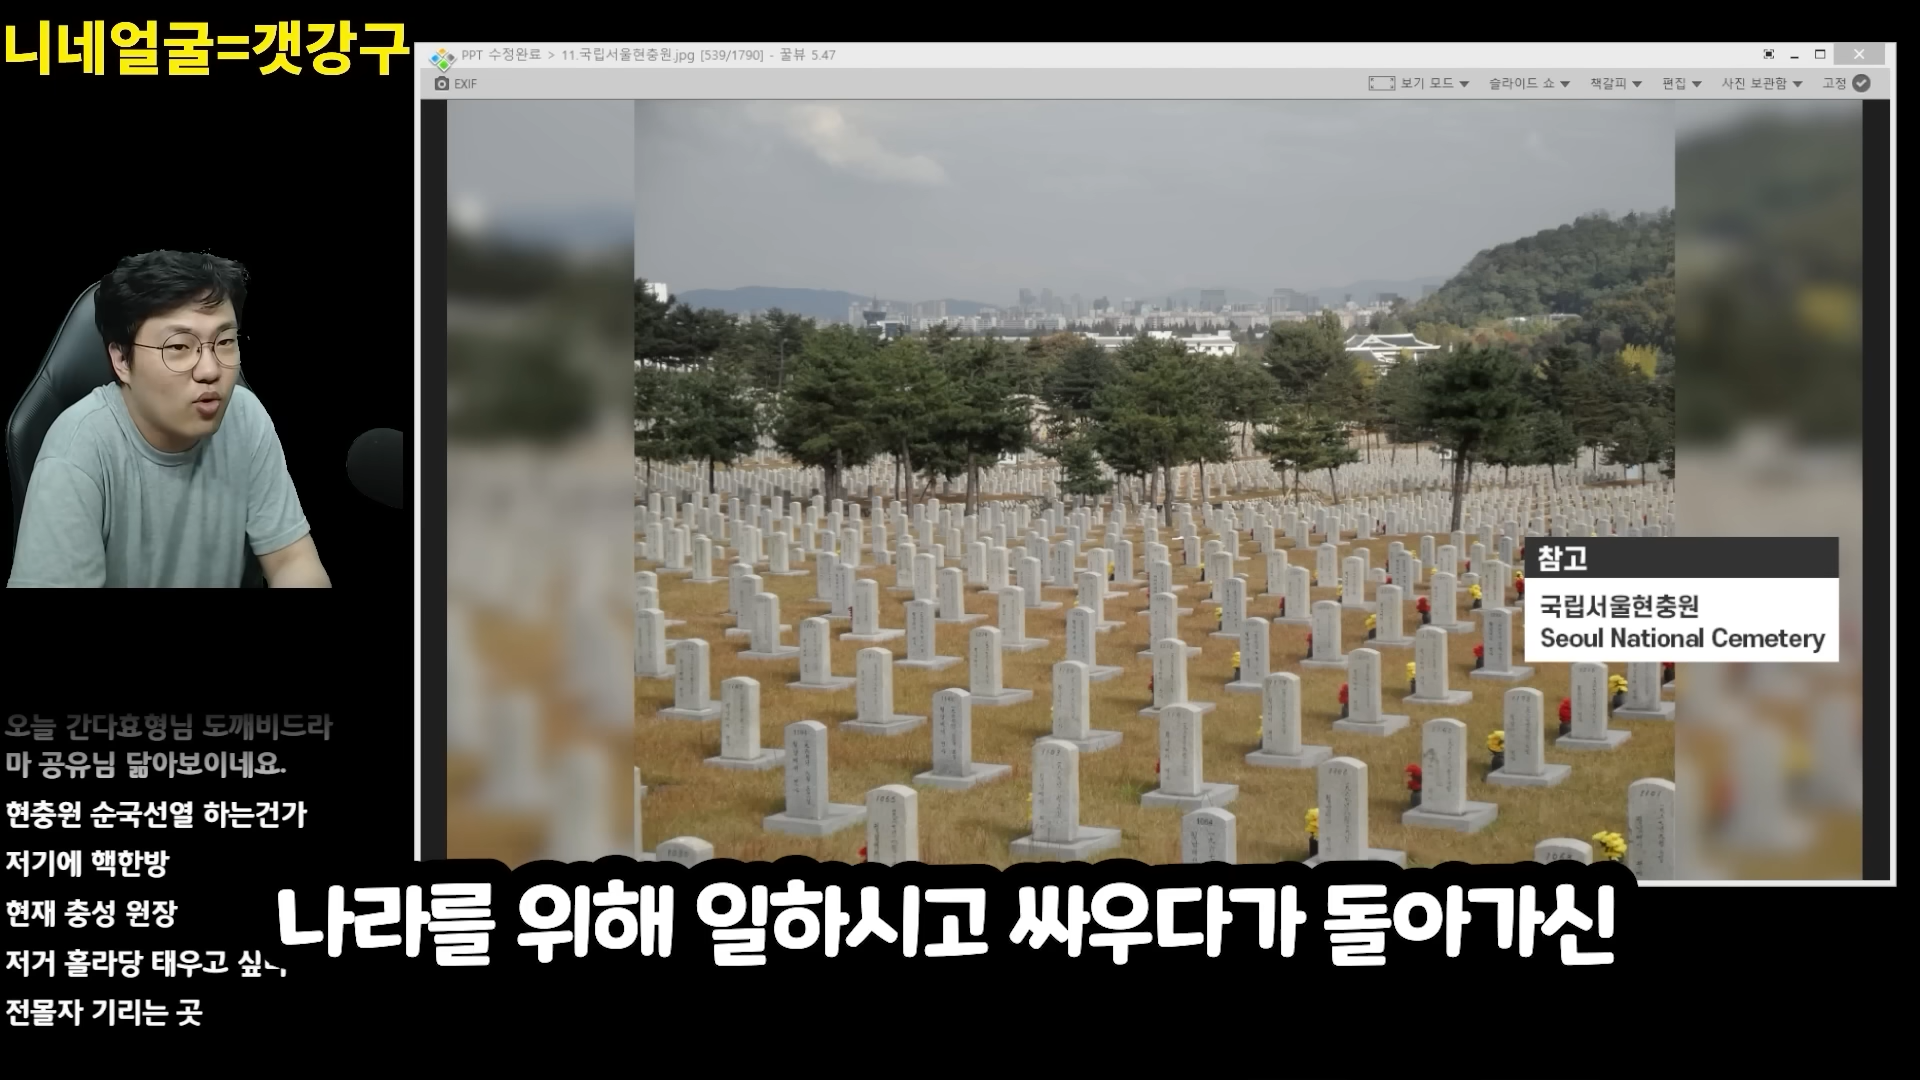 니네얼굴=갯강구
PPT 수정완료 > 11.국립서울현충원.jpg [539/1790] - 꿀뷰 5.47
EXIF
보기 모드
슬라이드 쇼
책갈피
편집
사진 보관함
고정
참고
국립서울현충원
Seoul National Cemetery
오늘 간다효형님 도깨비드라
마 공유님 닮아보이네요.
현충원 순국선열 하는건가
저기에 핵한방
현재 충성 원장
저거 홀라당 태우고
전몰자 기리는 곳
나라를 위해 일하시고 싸우다가 돌아가신